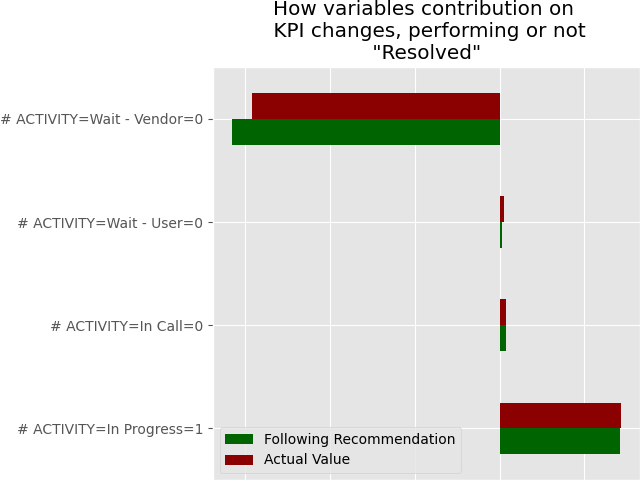 How variables contribution on
KPI changes, performing or not
"Resolved"
# ACTIVITY=Wait - Vendor=0
# ACTIVITY=Wait - User=0
# ACTIVITY=In Call=0
# ACTIVITY=In Progress=1
Following Recommendation
Actual Value